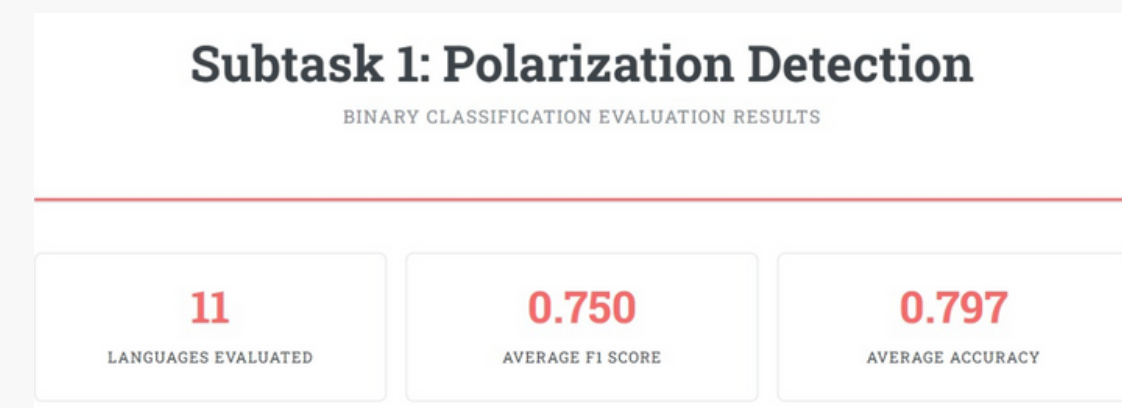 Subtask 1: Polarization Detection
BINARY CLASSIFICATION EVALUATION RESULTS
11
LANGUAGES EVALUATED
0.750
AVERAGE F1 SCORE
0.797
AVERAGE ACCURACY